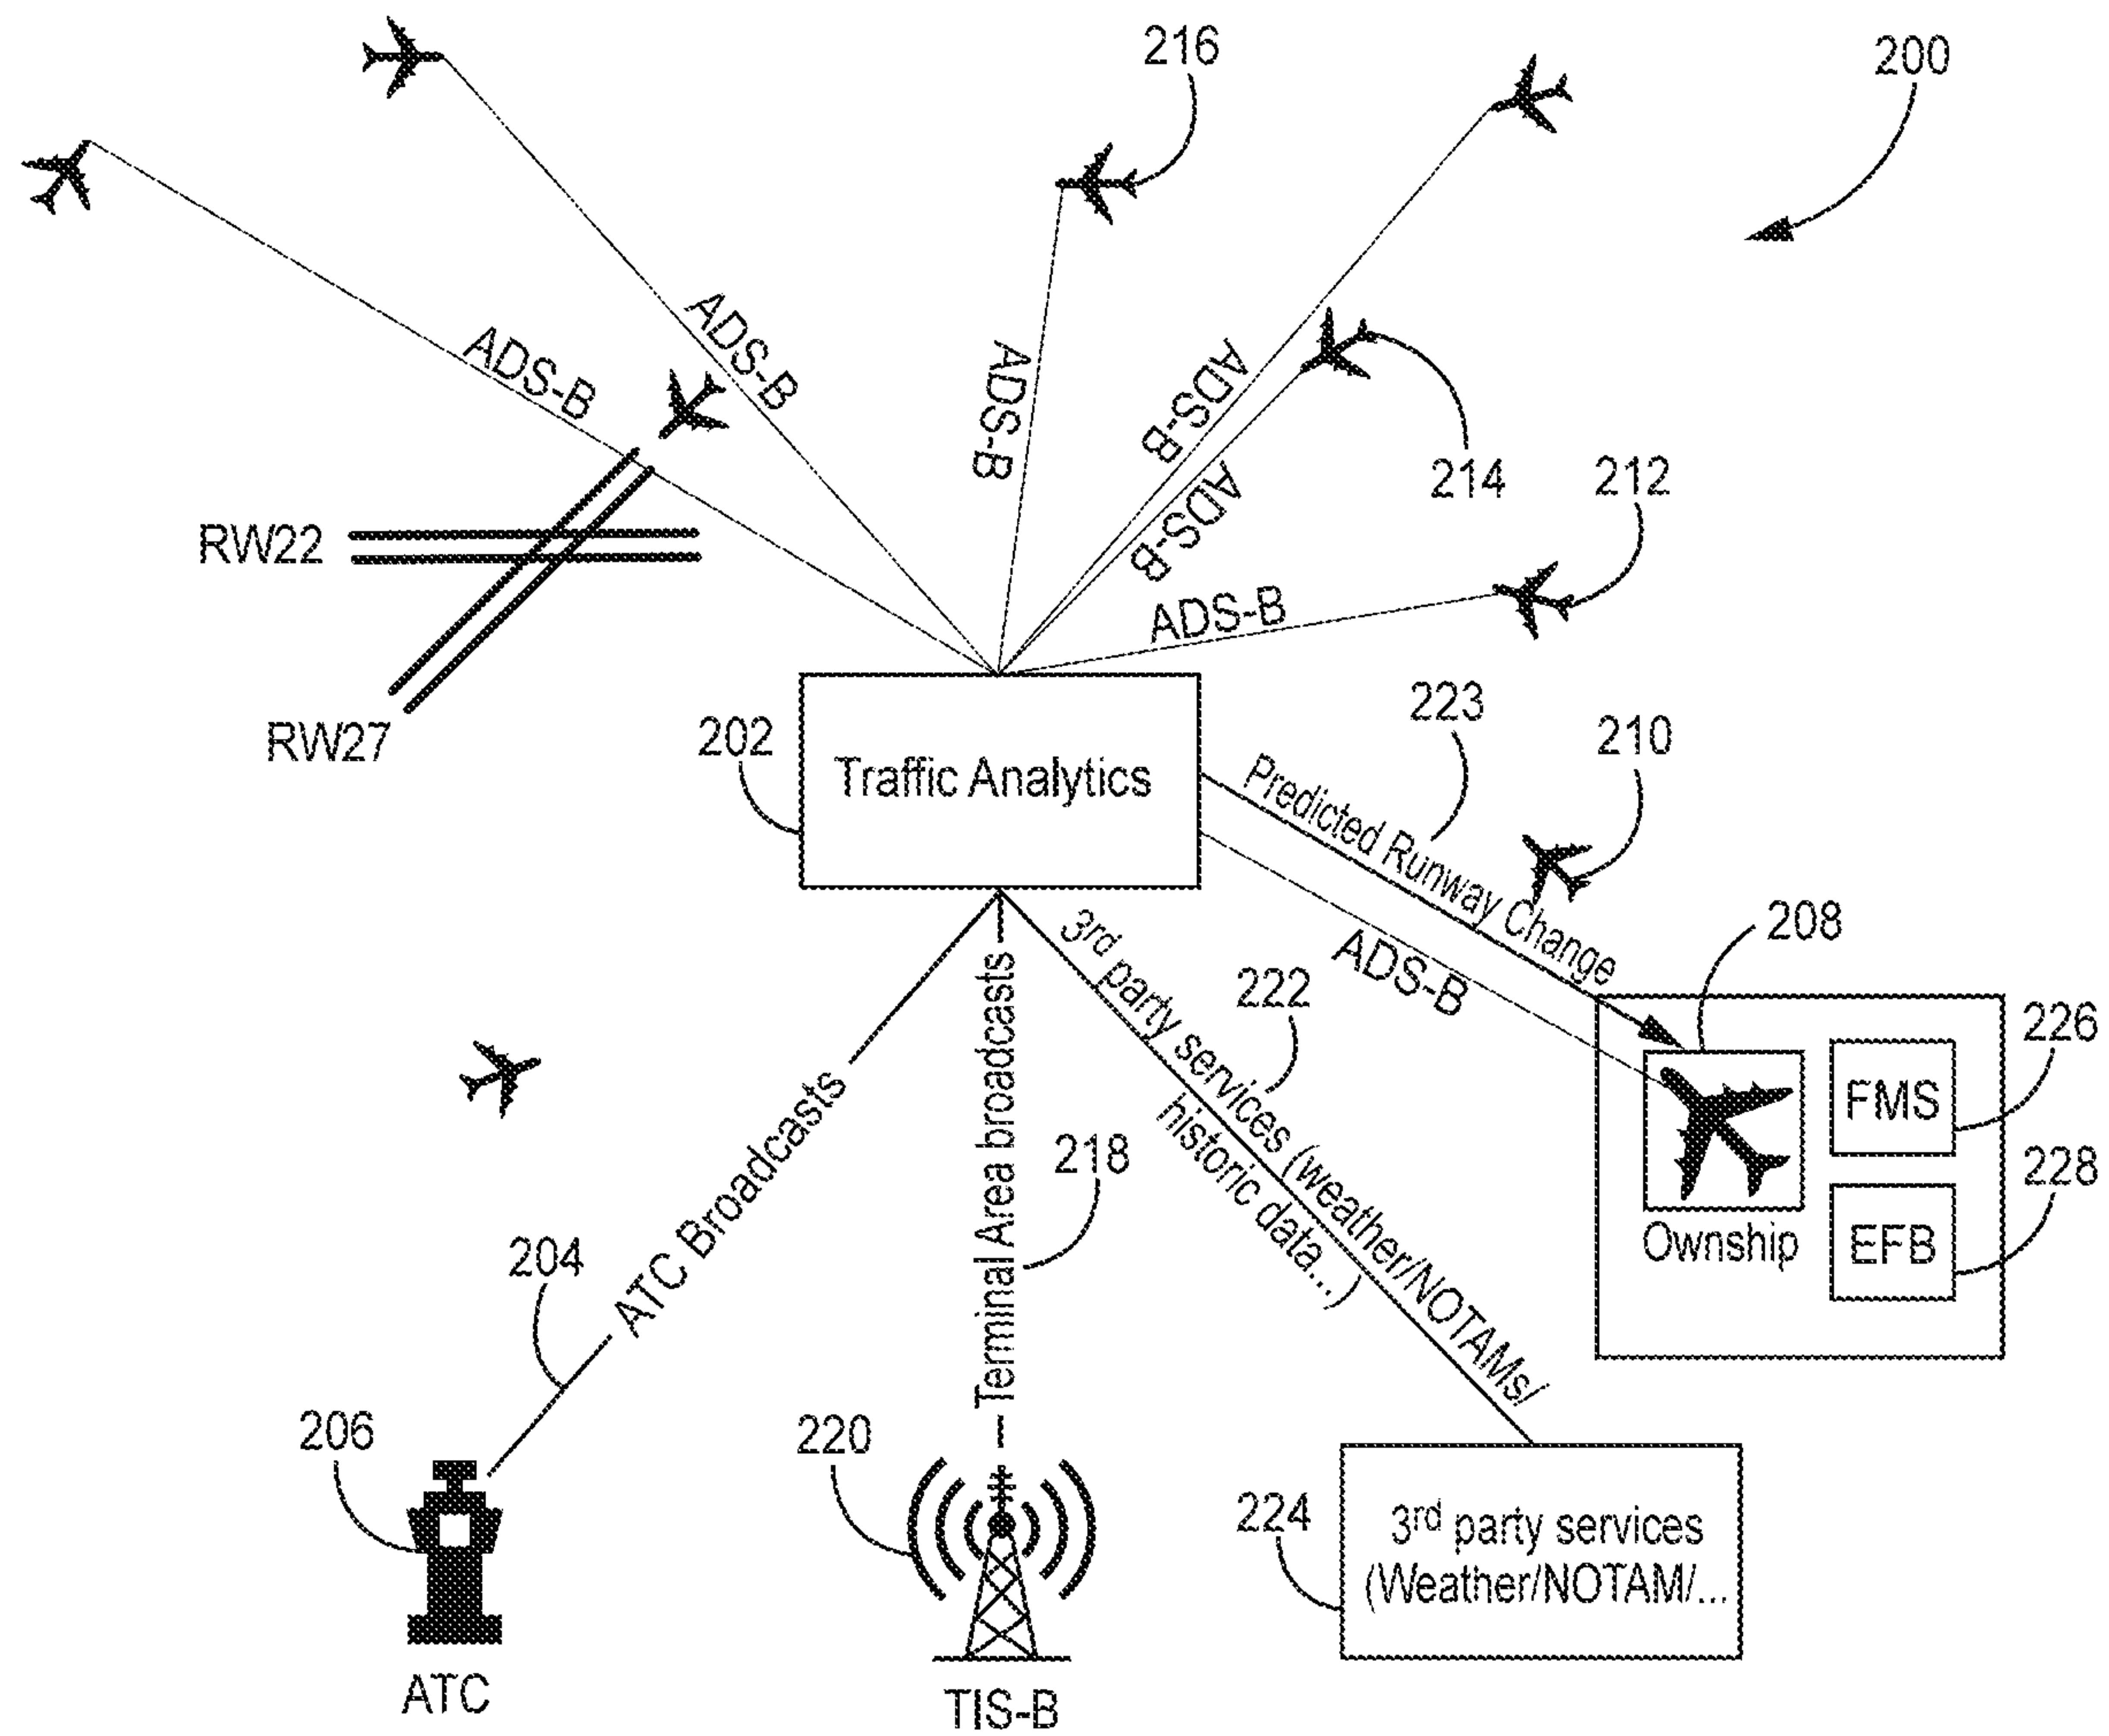 216
200
ADS-B
ADS-B
ADS-B
ADS-B
ADS-B
214
212
RW22
ADS-B
RW27
202
Traffic Analytics
223
210
Predicted Runway Change
ADS-B
208
3rd party services (weather/NOTAMs/
historic data...)
222
226
FMS
Terminal Area broadcasts
218
228
EFB
Ownship
ATC Broadcasts
204
206
220
224
3rd party services
(Weather/NOTAM/...
ATC
TIS-B